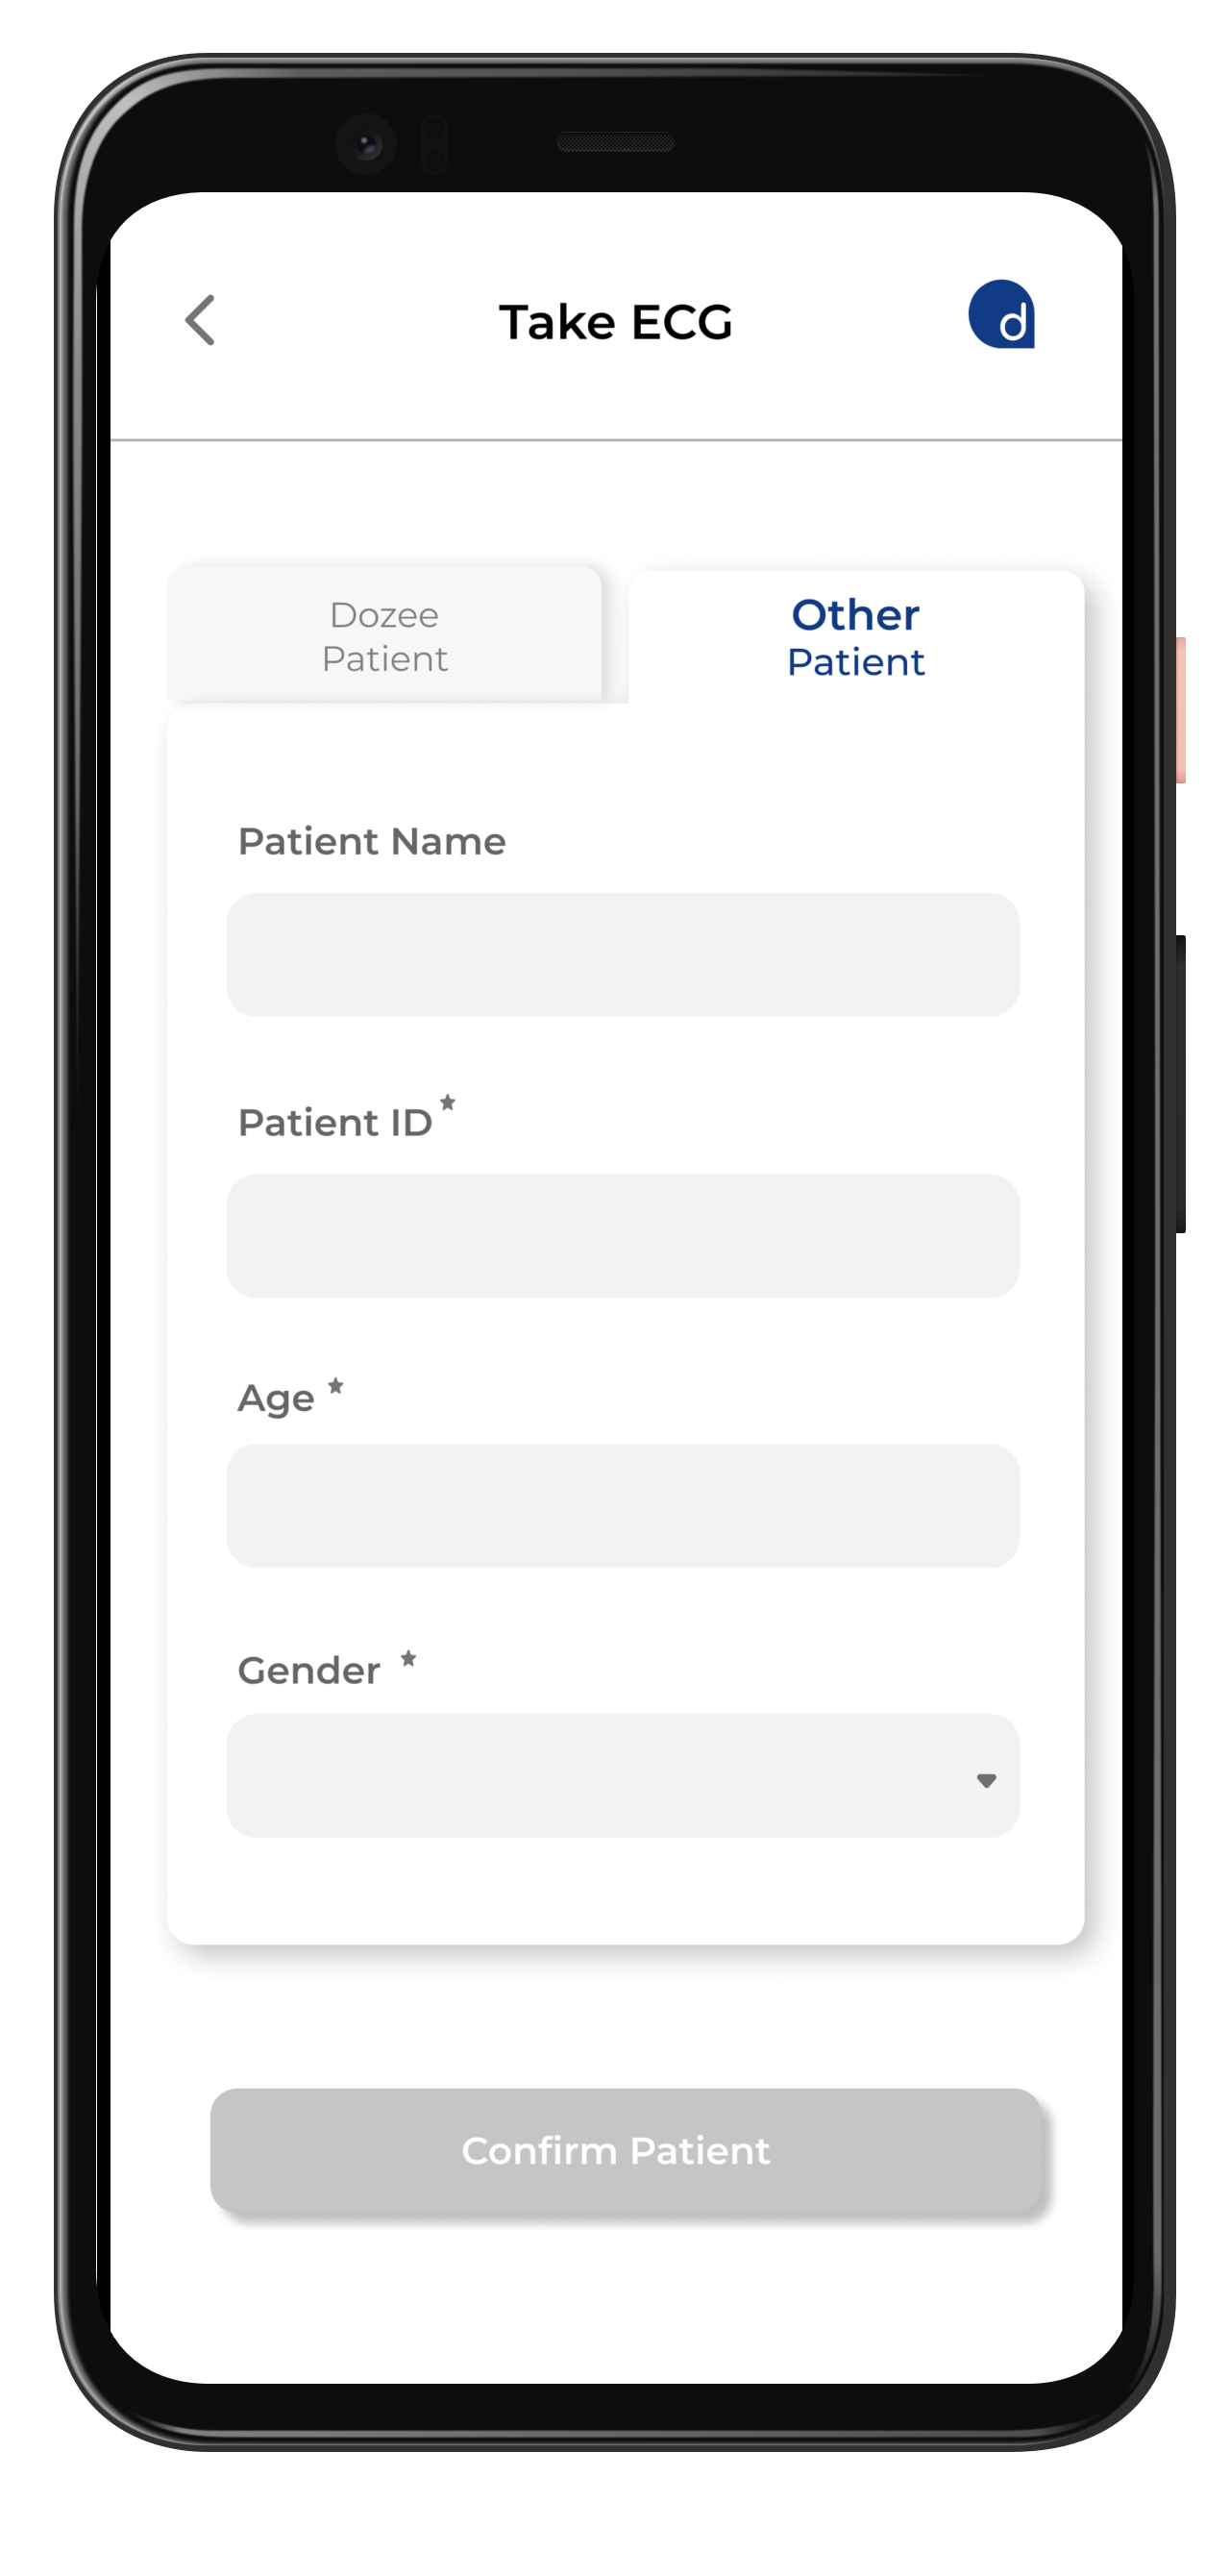 Take ECG
d
Dozee
Patient
Other
Patient
Patient Name
Patient ID*
Age *
Gender *
Confirm Patient